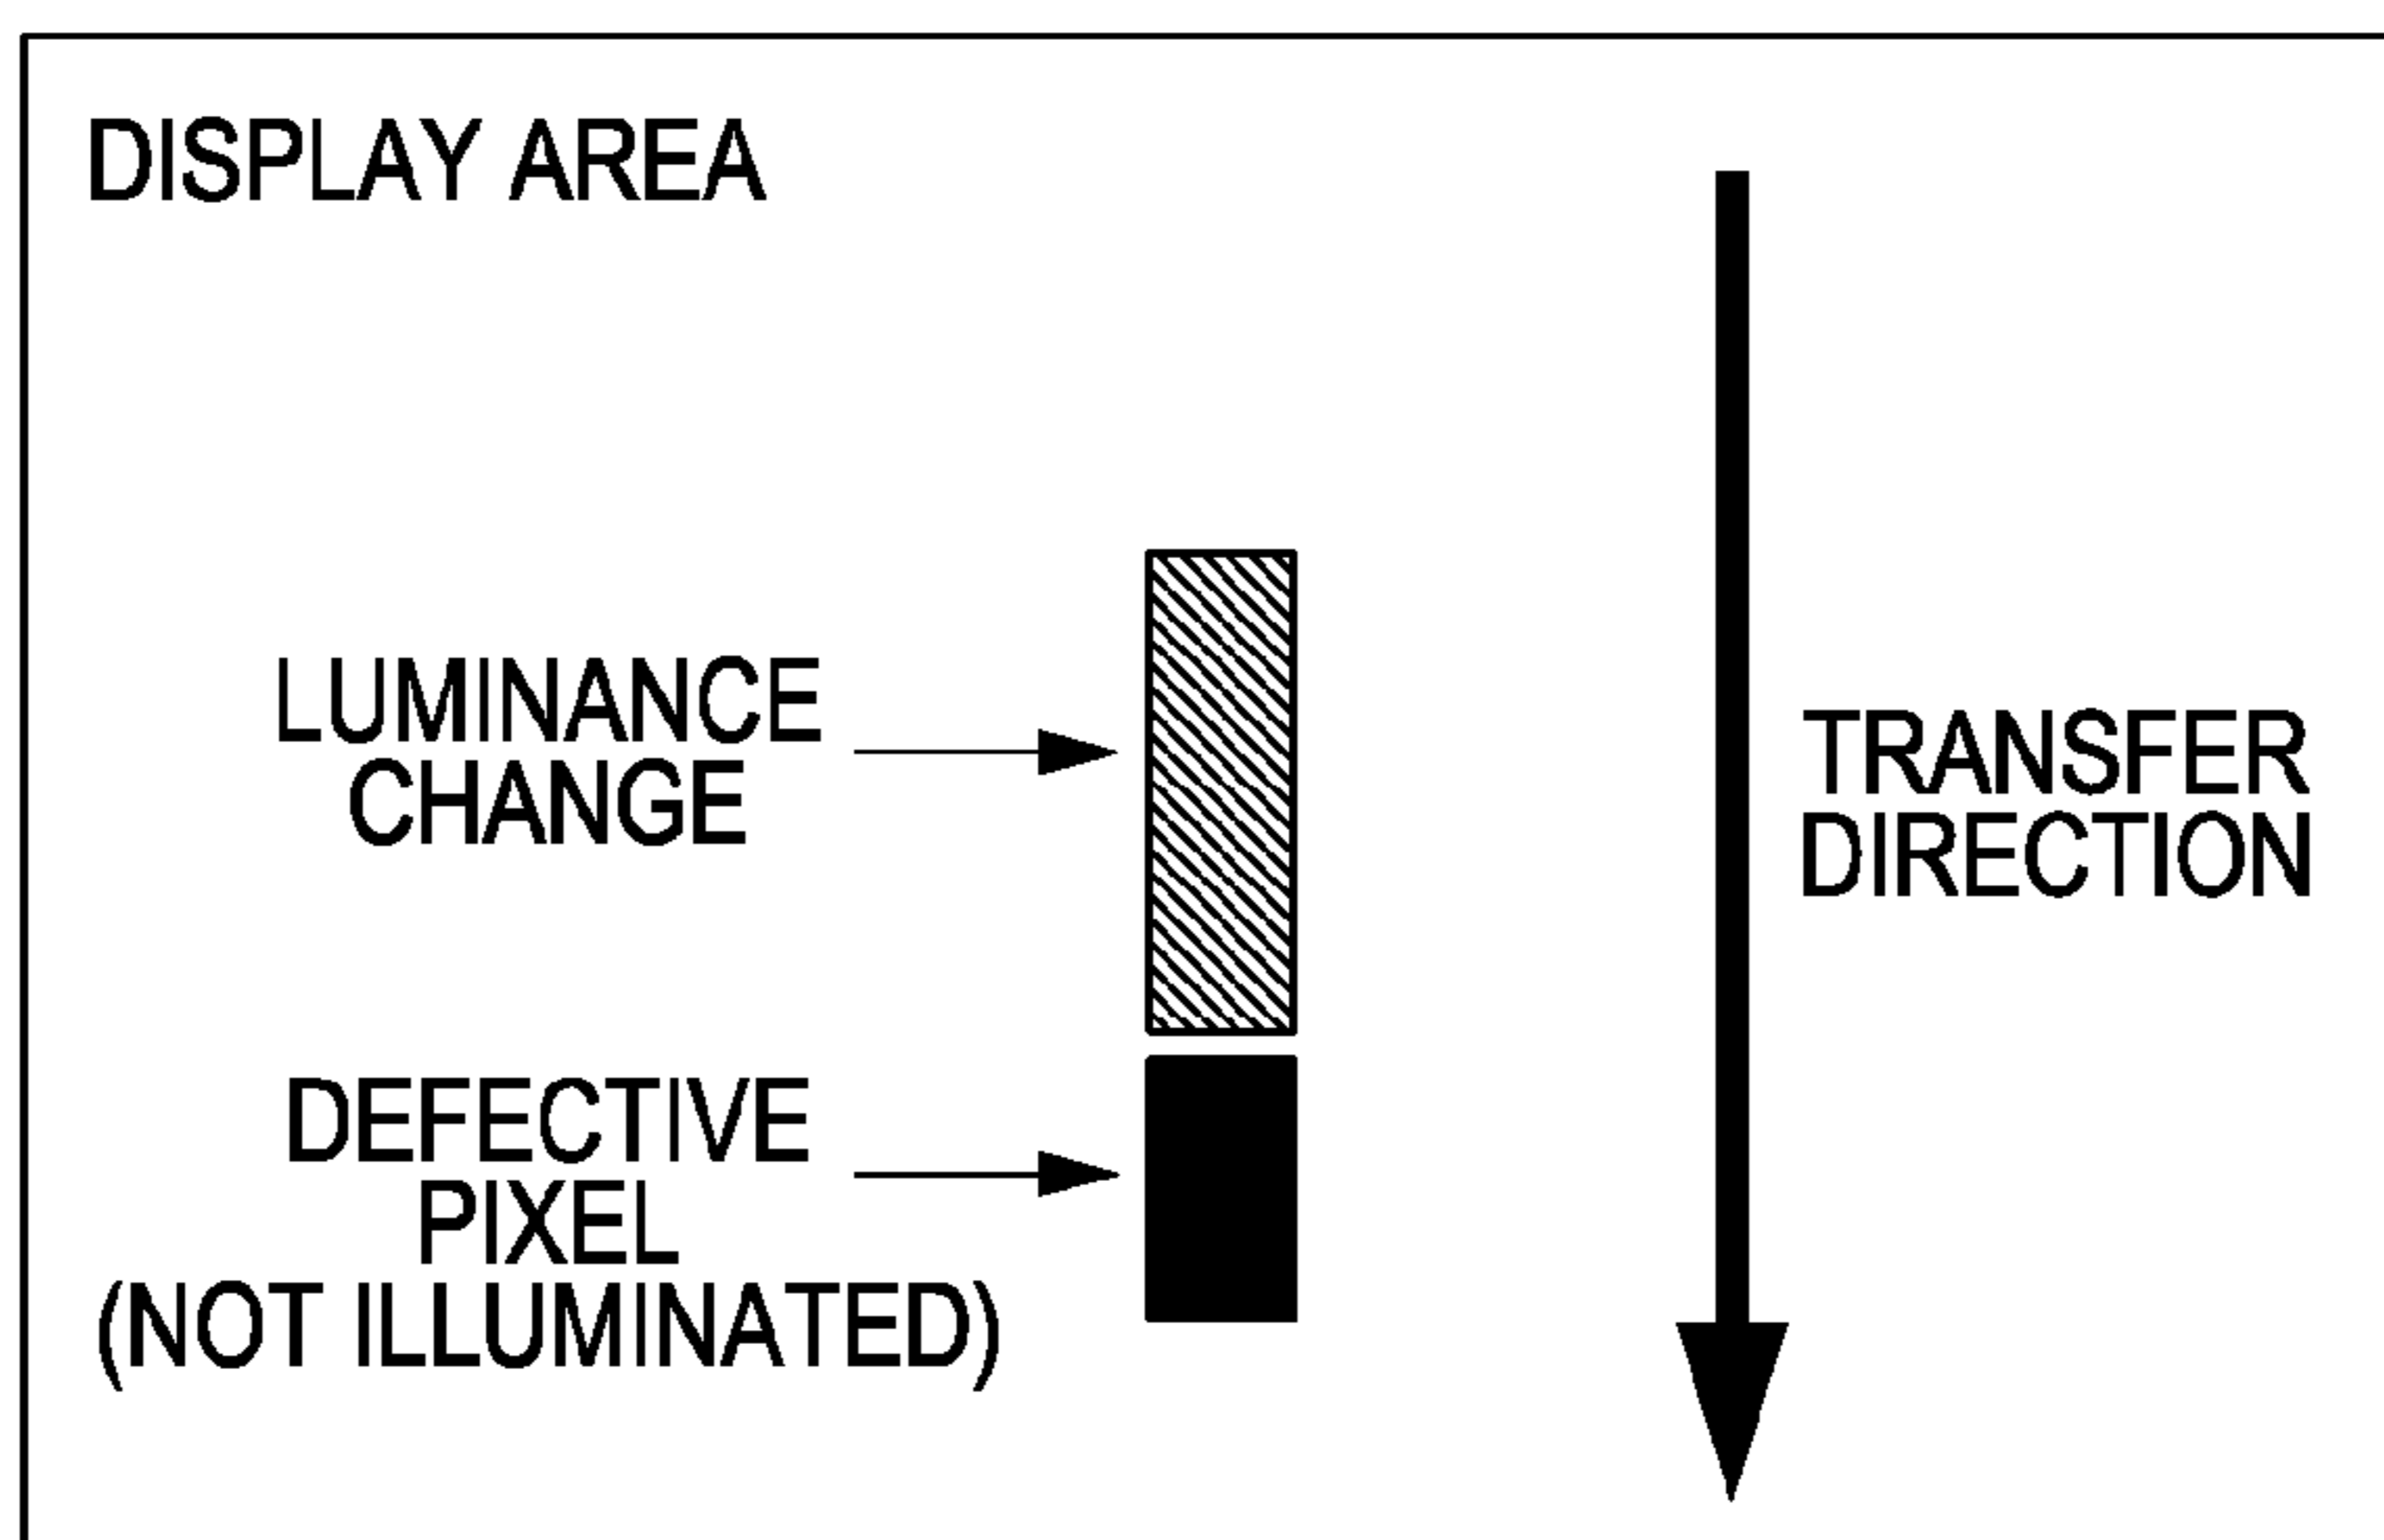 DISPLAY AREA
LUMINANCE
CHANGE
TRANSFER
DIRECTION
DEFECTIVE
PIXEL
(NOT ILLUMINATED)